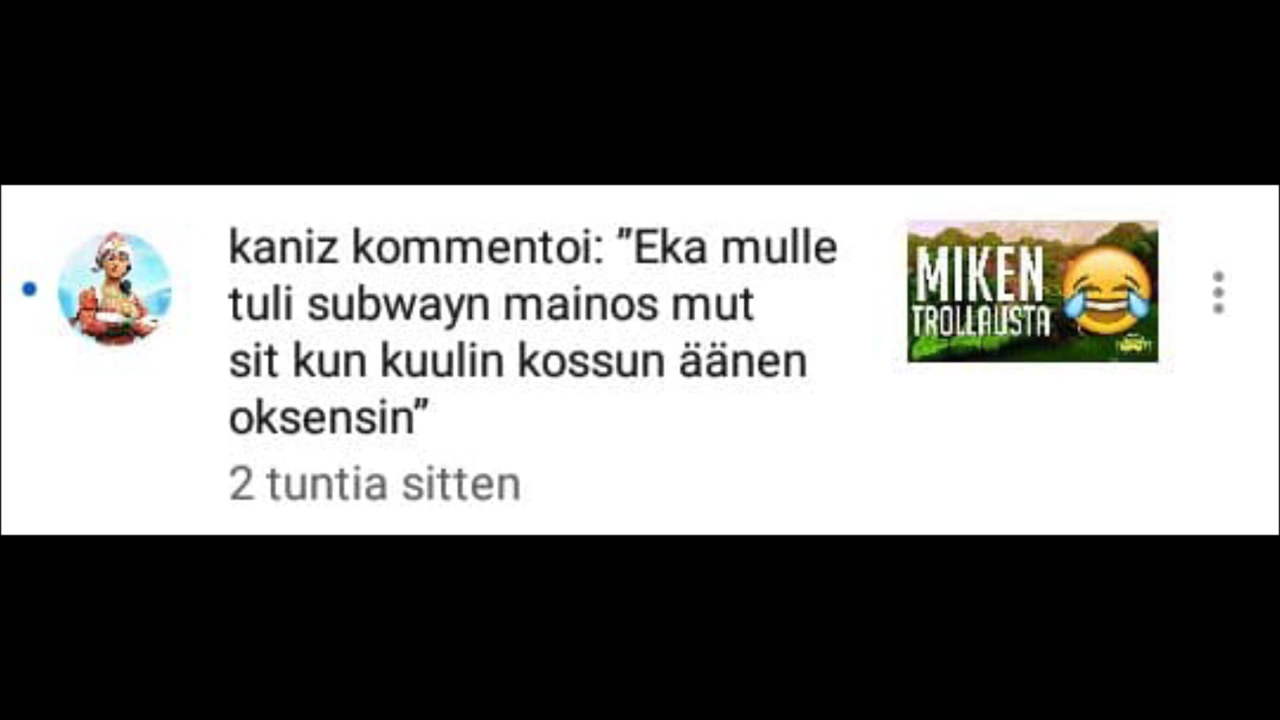 kaniz kommentoi: ”Eka mulle
tuli subwayn mainos mut
sit kun kuulin kossun äänen
oksensin”
2 tuntia sitten
MIKEN
TROLLAUSTA